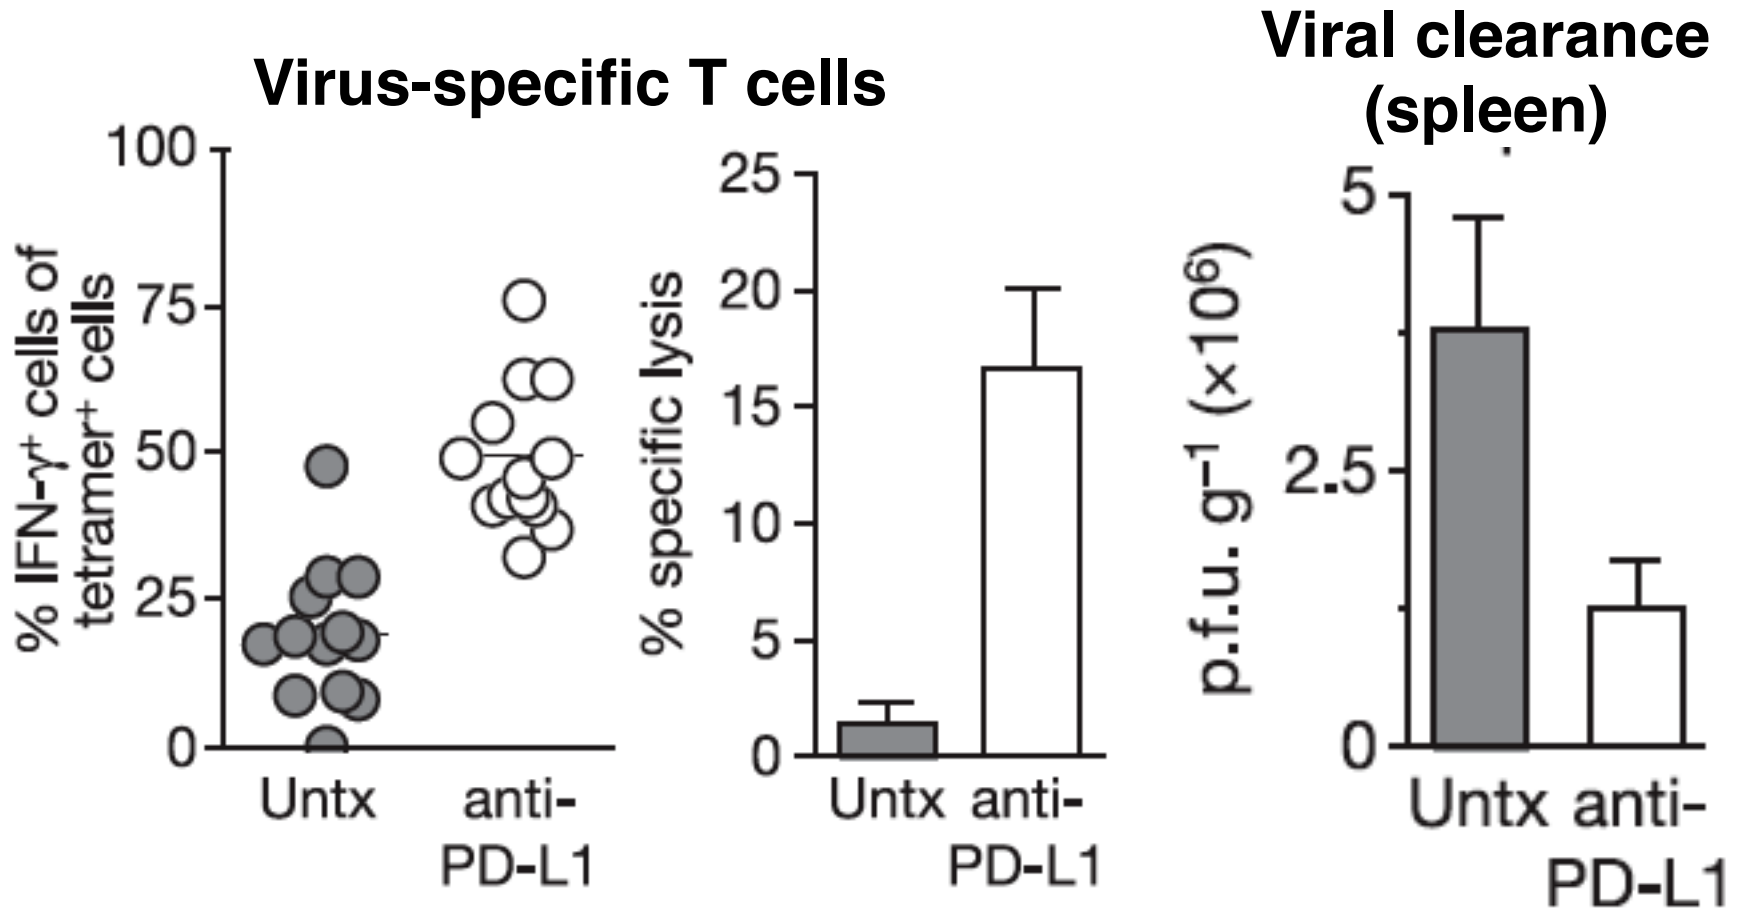 Virus-specific T cells
% IFN-γ⁺ cells of
tetramer⁺ cells
100
75
50
25
0
Untx
anti-
PD-L1
% specific lysis
25
20
15
10
5
0
Untx
anti-
PD-L1
Viral clearance
(spleen)
p.f.u. g⁻¹ (×10⁶)
5
2.5
0
Untx
anti-
PD-L1